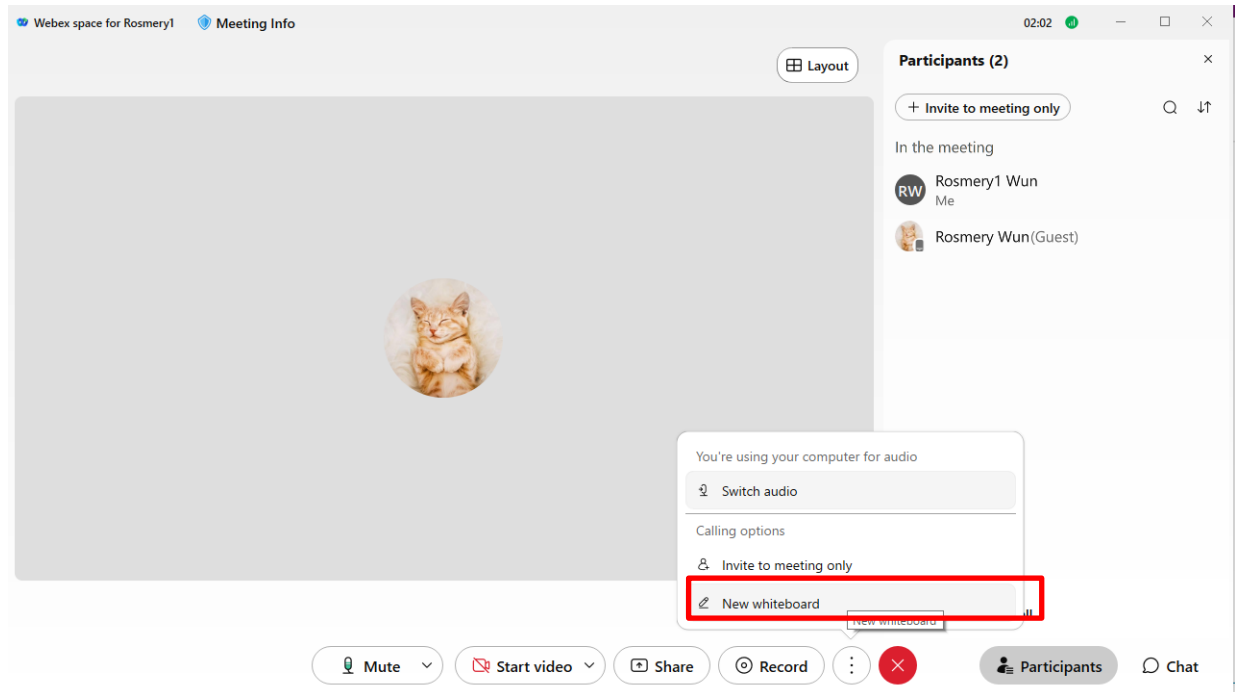 Webex space for Rosmery1 Meeting Info 02:02
Layout
Participants (2)
Invite to meeting only
In the meeting
RW Rosmery1 Wun
Me
Rosmery Wun(Guest)
You're using your computer for audio
Switch audio
Calling options
Invite to meeting only
New whiteboard
New whiteboard
Mute Start video Share Record Participants Chat